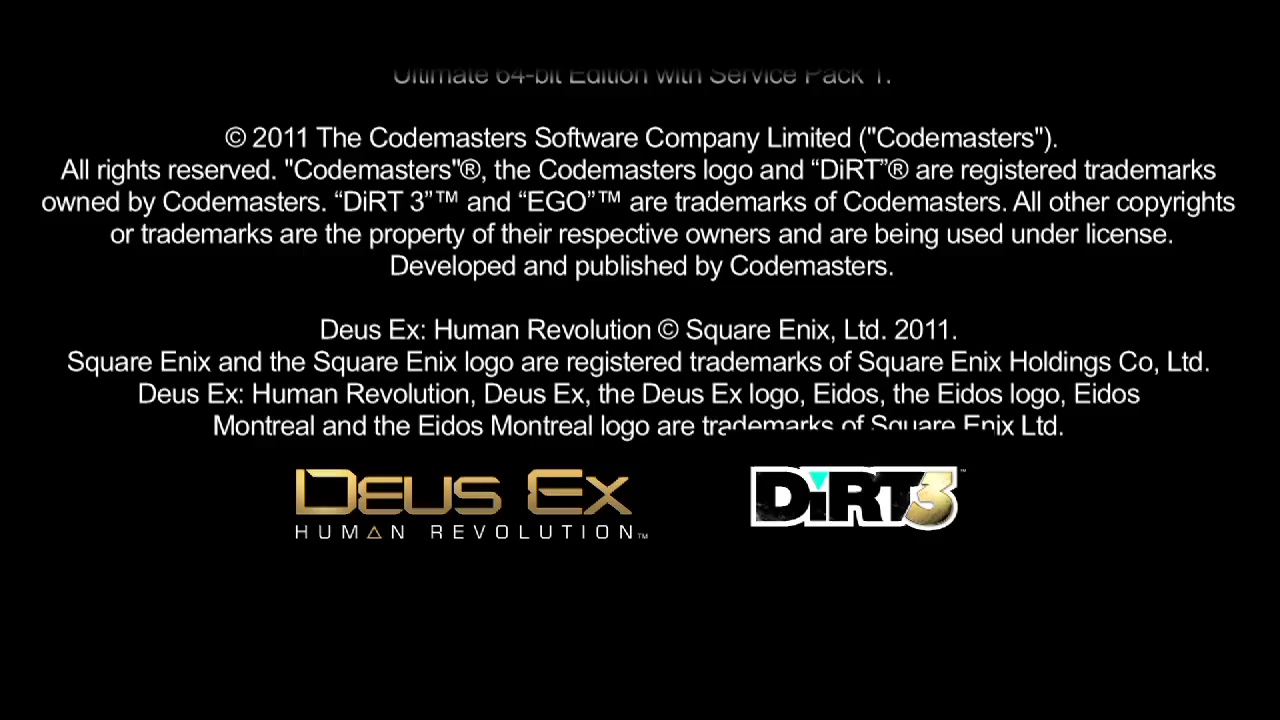 Ultimate 64-bit Edition with Service Pack 1.
© 2011 The Codemasters Software Company Limited ("Codemasters").
All rights reserved. "Codemasters"®, the Codemasters logo and “DiRT”® are registered trademarks
owned by Codemasters. “DiRT 3”™ and “EGO”™ are trademarks of Codemasters. All other copyrights
or trademarks are the property of their respective owners and are being used under license.
Developed and published by Codemasters.
Deus Ex: Human Revolution © Square Enix, Ltd. 2011.
Square Enix and the Square Enix logo are registered trademarks of Square Enix Holdings Co, Ltd.
Deus Ex: Human Revolution, Deus Ex, the Deus Ex logo, Eidos, the Eidos logo, Eidos
Montreal and the Eidos Montreal logo are trademarks of Square Enix Ltd.
DEUS EX
HUMAN REVOLUTION™
DiRT3™